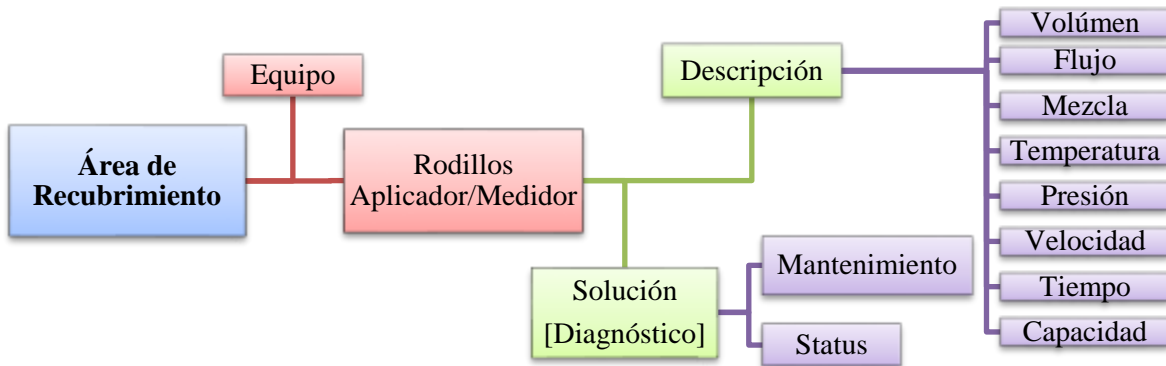 Área de
Recubrimiento
Equipo
Rodillos
Aplicador/Medidor
Descripción
Solución
[Diagnóstico]
Volúmen
Flujo
Mezcla
Temperatura
Presión
Velocidad
Tiempo
Capacidad
Mantenimiento
Status